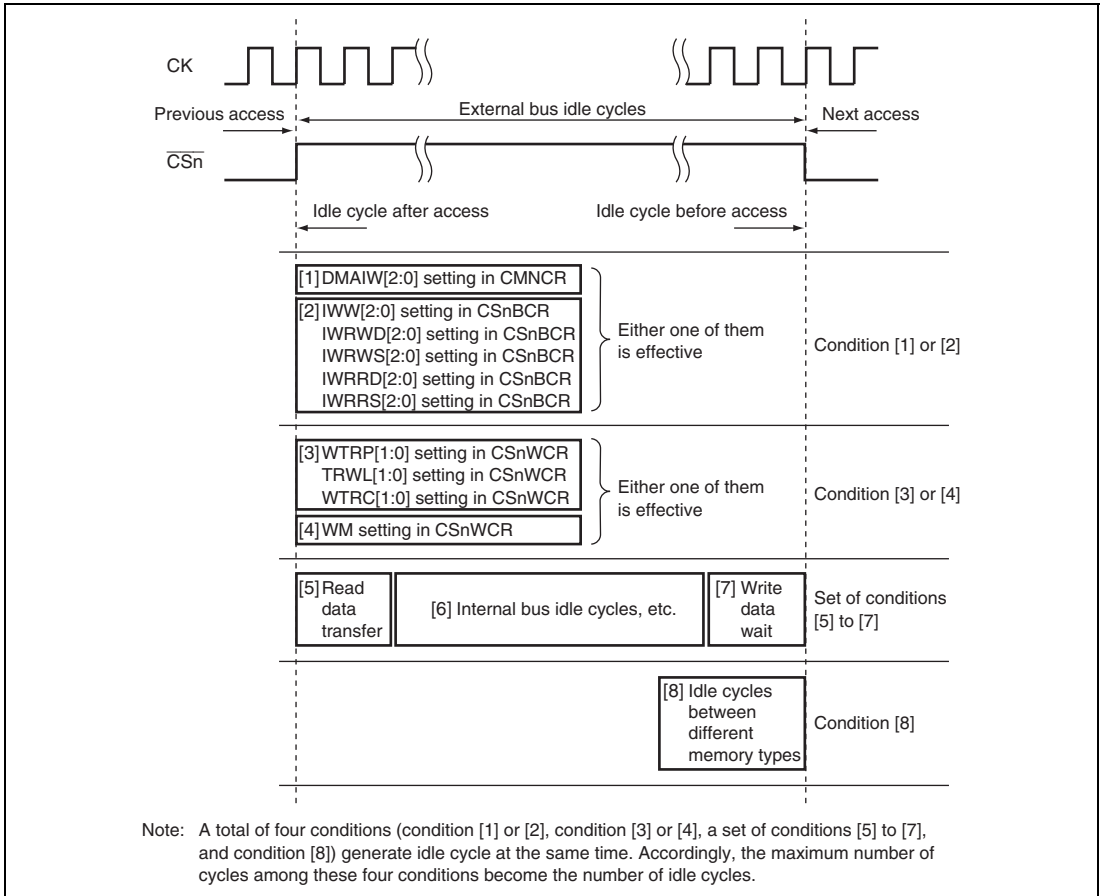 CK
Previous access
External bus idle cycles
Next access
CSn
Idle cycle after access
Idle cycle before access
[1] DMAIW[2:0] setting in CMNCR
[2] IWW[2:0] setting in CSnBCR
IWRWD[2:0] setting in CSnBCR
IWRWS[2:0] setting in CSnBCR
IWRRD[2:0] setting in CSnBCR
IWRRS[2:0] setting in CSnBCR
Either one of them
is effective
Condition [1] or [2]
[3] WTRP[1:0] setting in CSnWCR
TRWL[1:0] setting in CSnWCR
WTRC[1:0] setting in CSnWCR
[4] WM setting in CSnWCR
Either one of them
is effective
Condition [3] or [4]
[5] Read
data
transfer
[6] Internal bus idle cycles, etc.
[7] Write
data
wait
Set of conditions
[5] to [7]
[8] Idle cycles
between
different
memory types
Condition [8]
Note: A total of four conditions (condition [1] or [2], condition [3] or [4], a set of conditions [5] to [7],
and condition [8]) generate idle cycle at the same time. Accordingly, the maximum number of
cycles among these four conditions become the number of idle cycles.